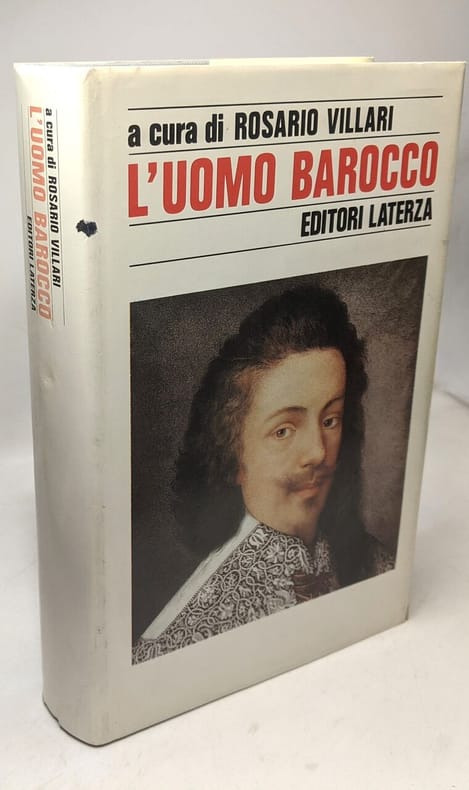 a cura di ROSARIO VILLARI
L'UOMO BAROCCO
EDITORI LATERZA
a cura di ROSARIO VILLARI
L'UOMO BAROCCO
EDITORI LATERZA